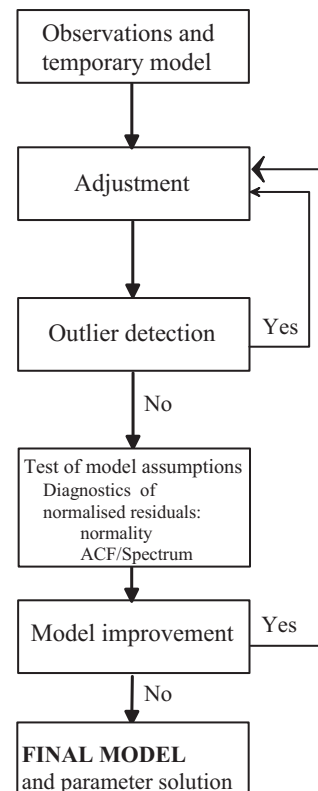 Observations and
temporary model
Adjustment
Outlier detection
Yes
No
Test of model assumptions
Diagnostics of
normalised residuals:
normality
ACF/Spectrum
Model improvement
Yes
No
FINAL MODEL
and parameter solution